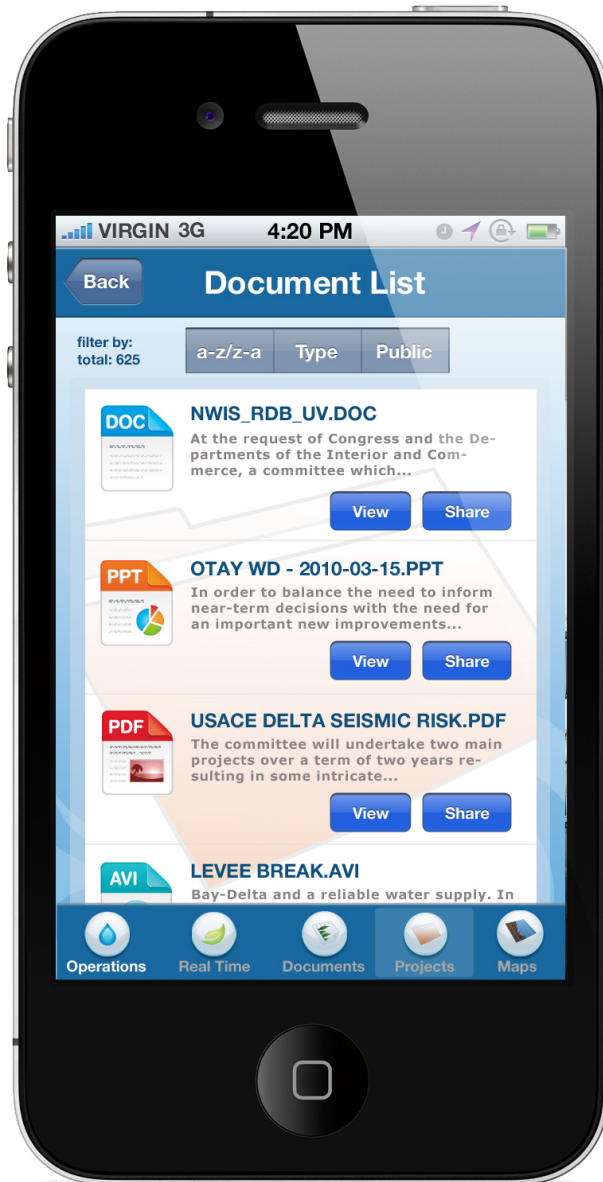 VIRGIN 3G 4:20 PM
Back Document List
filter by:
total: 625
a-z/z-a Type Public
DOC
NWIS_RDB_UV.DOC
At the request of Congress and the De-
partments of the Interior and Com-
merce, a committee which...
View Share
PPT
OTAY WD - 2010-03-15.PPT
In order to balance the need to inform
near-term decisions with the need for
an important new improvements...
View Share
PDF
USACE DELTA SEISMIC RISK.PDF
The committee will undertake two main
projects over a term of two years re-
sulting in some intricate...
View Share
AVI
LEVEE BREAK.AVI
Bay-Delta and a reliable water supply. In
Operations Real Time Documents Projects Maps